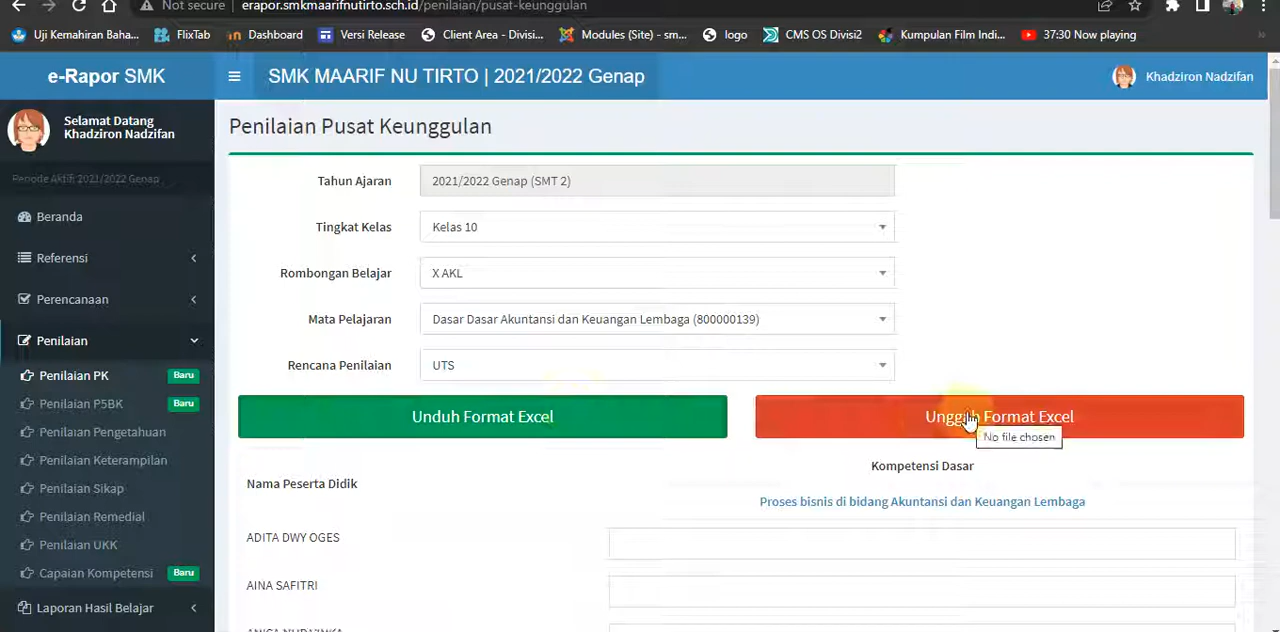 Not secure erapor.smkmaarifnutirto.sch.id/penilaian/pusat-keunggulan
Uji Kemahiran Baha... FlixTab Dashboard Versi Release Client Area - Divisi... Modules (Site) - sm... logo CMS OS Divisi2 Kumpulan Film Indi... 37:30 Now playing »
e-Rapor SMK SMK MAARIF NU TIRTO | 2021/2022 Genap Khadziron Nadzifan
Selamat Datang
Khadziron Nadzifan
Periode Aktif: 2021/2022 Genap
Beranda
Referensi
Perencanaan
Penilaian
Penilaian PK Baru
Penilaian P5BK Baru
Penilaian Pengetahuan
Penilaian Keterampilan
Penilaian Sikap
Penilaian Remedial
Penilaian UKK
Capaian Kompetensi Baru
Laporan Hasil Belajar
Penilaian Pusat Keunggulan
Tahun Ajaran 2021/2022 Genap (SMT 2)
Tingkat Kelas Kelas 10
Rombongan Belajar X AKL
Mata Pelajaran Dasar Dasar Akuntansi dan Keuangan Lembaga (800000139)
Rencana Penilaian UTS
Unduh Format Excel Unggah Format Excel
No file chosen
Kompetensi Dasar
Nama Peserta Didik
Proses bisnis di bidang Akuntansi dan Keuangan Lembaga
ADITA DWY OGES
AINA SAFITRI